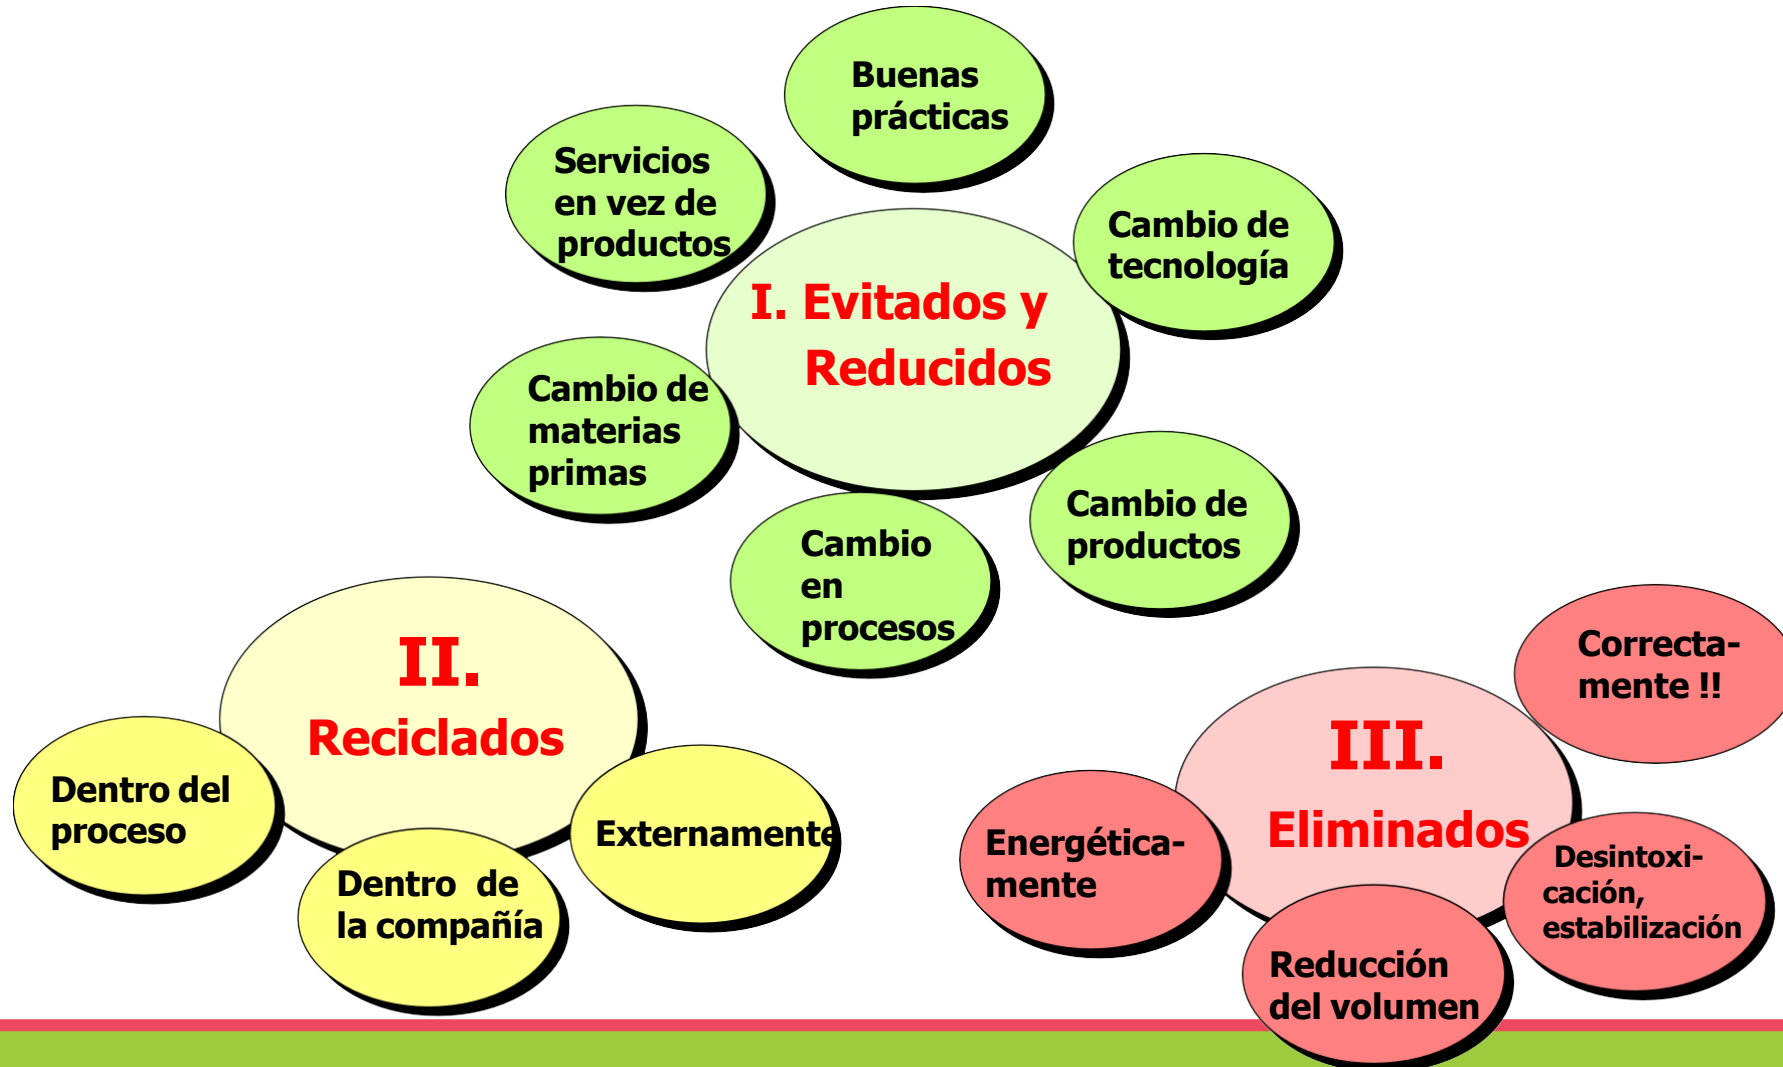 Buenas
prácticas
Servicios
en vez de
productos
Cambio de
tecnología
I. Evitados y
Reducidos
Cambio de
materias
primas
Cambio de
productos
Cambio
en
procesos
II.
Reciclados
Dentro del
proceso
Dentro de
la compañía
Externamente
III.
Eliminados
Correcta-
mente !!
Energética-
mente
Desintoxi-
cación,
estabilización
Reducción
del volumen